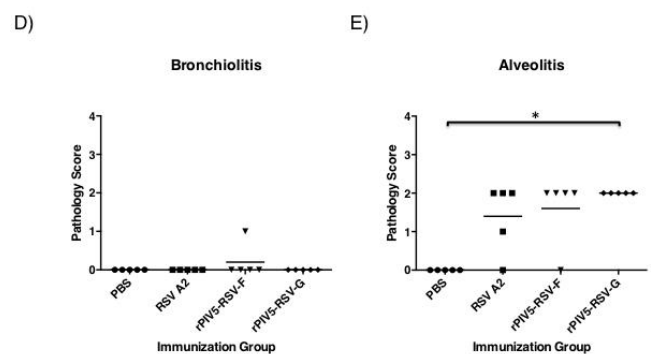 D)
Bronchiolitis
Pathology Score
4
3
2
1
0
PBS
RSV A2
rPIV5-RSV-F
rPIV5-RSV-G
Immunization Group
E)
Alveolitis
*
Pathology Score
4
3
2
1
0
PBS
RSV A2
rPIV5-RSV-F
rPIV5-RSV-G
Immunization Group